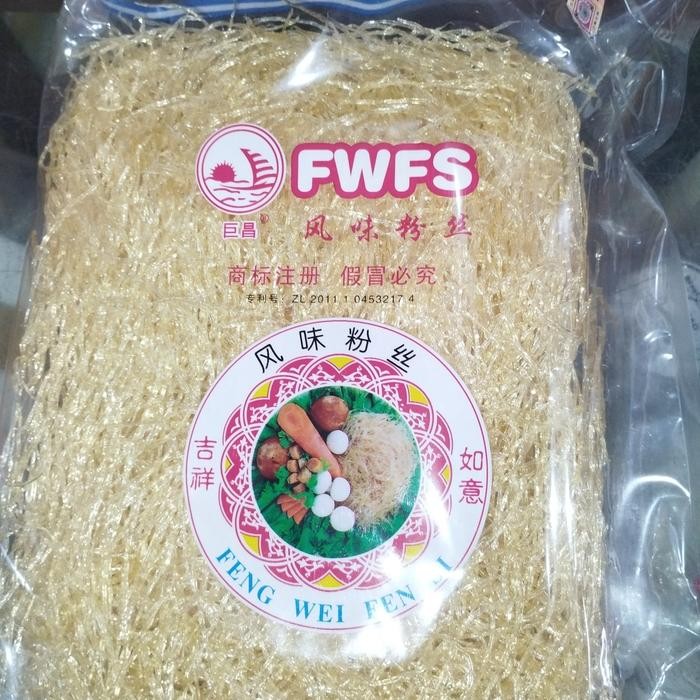 FWFS
巨昌® 风味粉丝
商标注册 假冒必究
专利号: ZL 2011 1 0453217 4
风味粉丝
吉祥
如意
FENG WEI FEN